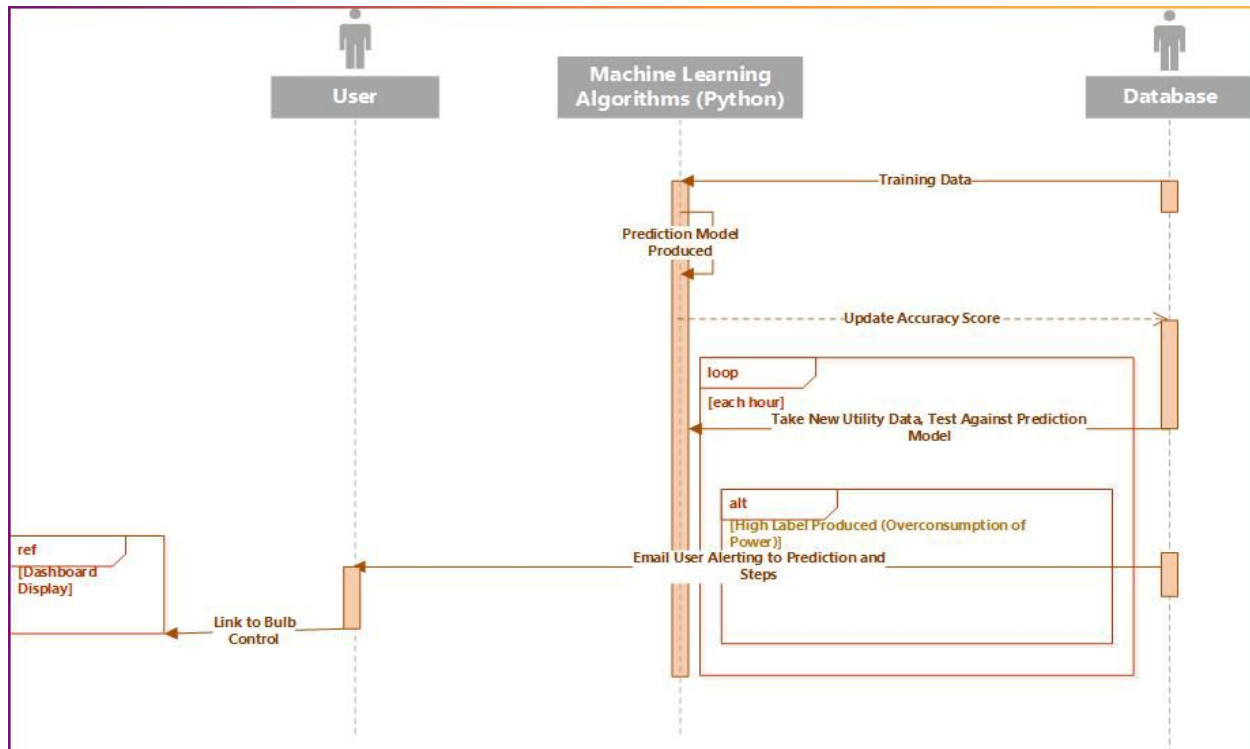 User
Machine Learning
Algorithms (Python)
Database
Training Data
Prediction Model
Produced
Update Accuracy Score
loop
[each hour]
Take New Utility Data, Test Against Prediction
Model
alt
[High Label Produced (Overconsumption of
Power)]
Email User Alerting to Prediction and
Steps
ref
[Dashboard
Display]
Link to Bulb
Control